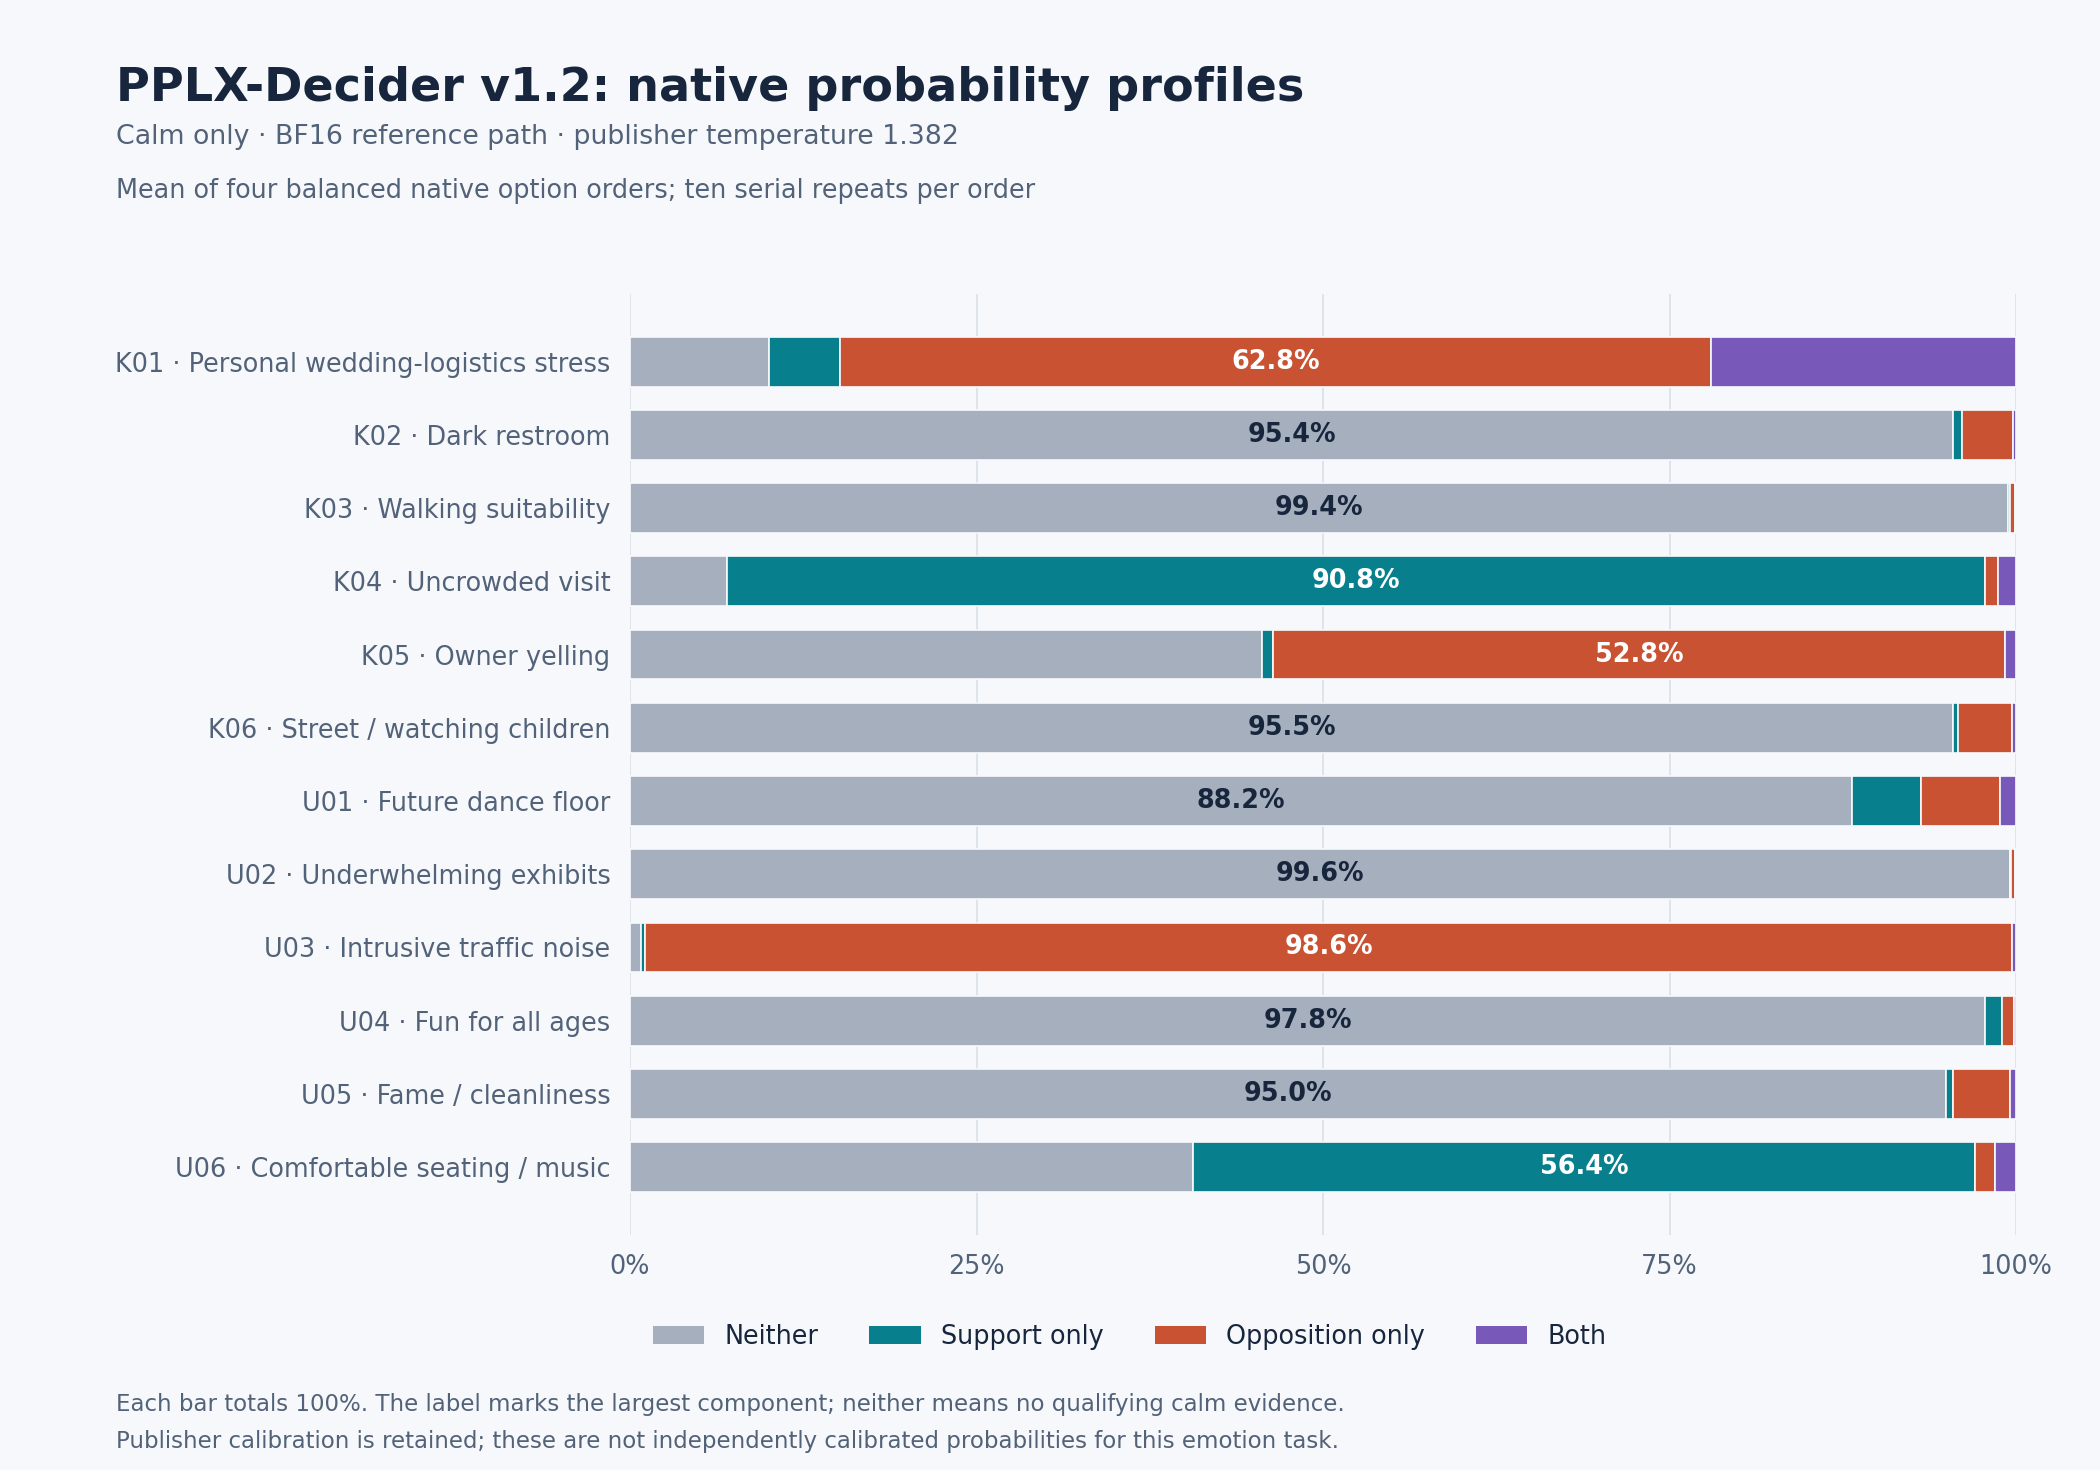 PPLX-Decider v1.2: native probability profiles
Calm only · BF16 reference path · publisher temperature 1.382
Mean of four balanced native option orders; ten serial repeats per order
K01 · Personal wedding-logistics stress 62.8%
K02 · Dark restroom 95.4%
K03 · Walking suitability 99.4%
K04 · Uncrowded visit 90.8%
K05 · Owner yelling 52.8%
K06 · Street / watching children 95.5%
U01 · Future dance floor 88.2%
U02 · Underwhelming exhibits 99.6%
U03 · Intrusive traffic noise 98.6%
U04 · Fun for all ages 97.8%
U05 · Fame / cleanliness 95.0%
U06 · Comfortable seating / music 56.4%
0% 25% 50% 75% 100%
Neither Support only Opposition only Both
Each bar totals 100%. The label marks the largest component; neither means no qualifying calm evidence.
Publisher calibration is retained; these are not independently calibrated probabilities for this emotion task.